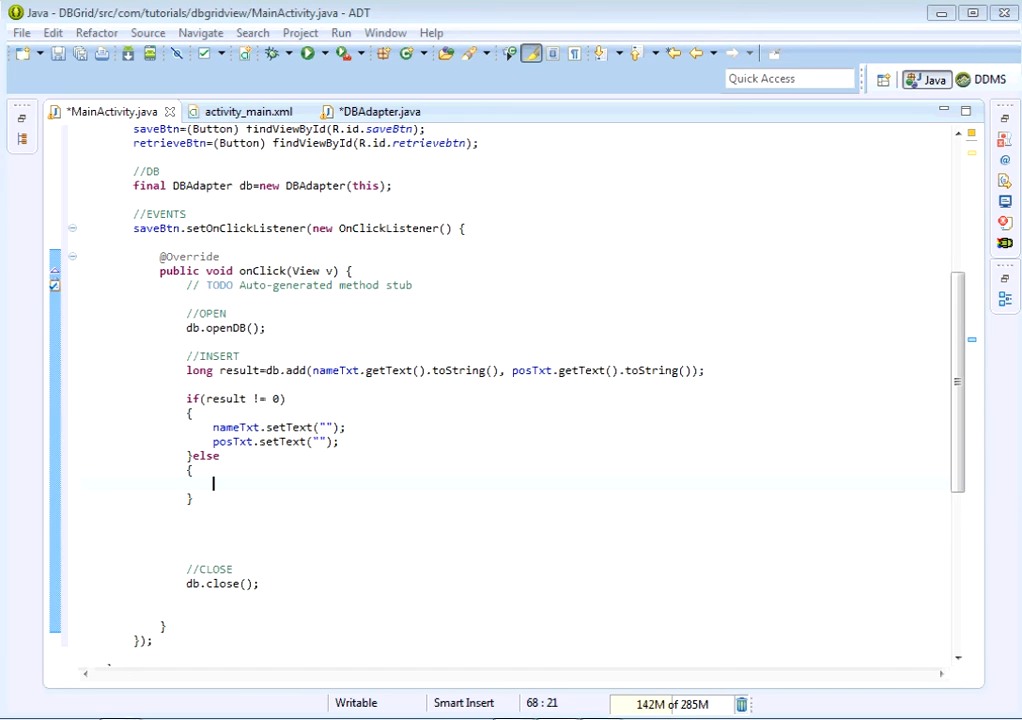 Java - DBGrid/src/com/tutorials/dbgridview/MainActivity.java - ADT
File Edit Refactor Source Navigate Search Project Run Window Help
Quick Access
Java
DDMS
*MainActivity.java
activity_main.xml
*DBAdapter.java
saveBtn=(Button) findViewById(R.id.saveBtn);
retrieveBtn=(Button) findViewById(R.id.retrievebtn);
//DB
final DBAdapter db=new DBAdapter(this);
//EVENTS
saveBtn.setOnClickListener(new OnClickListener() {
@Override
public void onClick(View v) {
// TODO Auto-generated method stub
//OPEN
db.openDB();
//INSERT
long result=db.add(nameTxt.getText().toString(), posTxt.getText().toString());
if(result != 0)
{
nameTxt.setText("");
posTxt.setText("");
}else
{
}
//CLOSE
db.close();
}
});
Writable
Smart Insert
68 : 21
142M of 285M